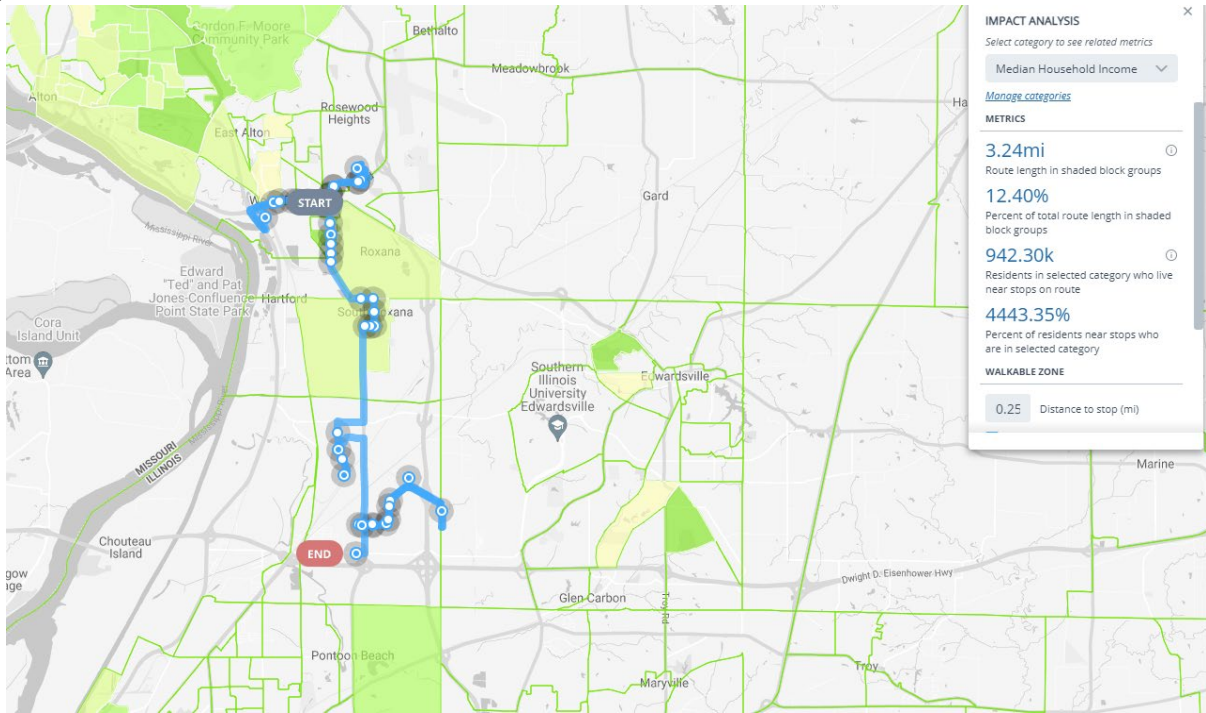 Gordon F. Moore
Community Park
Bethalto
Meadowbrook
Alton
Rosewood
Heights
East Alton
START
Gard
Mississippi River
Roxana
Edward
"Ted" and Pat
Jones-Confluence
Point State Park
Hartford
South Roxana
Cora
Island Unit
Area
Southern
Illinois
University
Edwardsville
Edwardsville
MISSOURI
ILLINOIS
Mississippi River
Chouteau
Island
END
Dwight D. Eisenhower Hwy
Glen Carbon
Troy Rd
Pontoon Beach
Maryville
Troy
Marine
Ha
IMPACT ANALYSIS
Select category to see related metrics
Median Household Income
Manage categories
METRICS
3.24mi
Route length in shaded block groups
12.40%
Percent of total route length in shaded
block groups
942.30k
Residents in selected category who live
near stops on route
4443.35%
Percent of residents near stops who
are in selected category
WALKABLE ZONE
0.25 Distance to stop (mi)